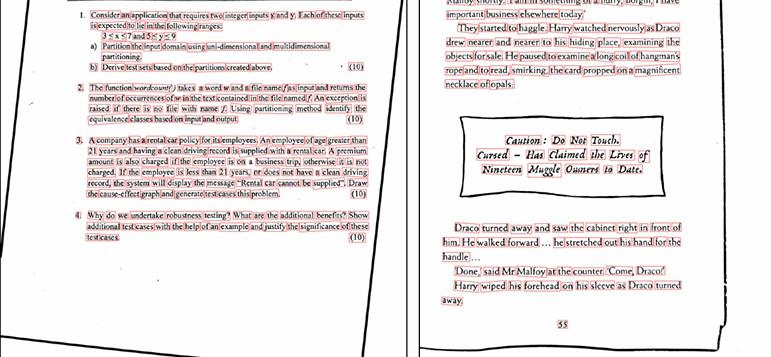 1. Consider an application that requires two integer inputs x and y. Each of these inputs
is expected to lie in the following ranges:
3 ≤ x ≤ 7 and 5 ≤ y ≤ 9
a) Partition the input domain using uni-dimensional and multidimensional
partitioning.
b) Derive test sets based on the partitions created above. (10)
2. The function wordcount() takes a word w and a file name f as input and returns the
number of occurrences of w in the text contained in the file named f. An exception is
raised if there is no file with name f. Using partitioning method identify the
equivalence classes based on input and output. (10)
3. A company has a rental car policy for its employees. An employee of age greater than
21 years and having a clean driving record is supplied with a rental car. A premium
amount is also charged if the employee is on a business trip, otherwise it is not
charged. If the employee is less than 21 years, or does not have a clean driving
record, the system will display the message "Rental car cannot be supplied". Draw
the cause-effect graph and generate test cases this problem. (10)
4. Why do we undertake robustness testing? What are the additional benefits? Show
additional test cases with the help of an example and justify the significance of these
test cases. (10)
Malfoy shortly. I am in something of a hurry, Borgin, I have
important business elsewhere today'
They started to haggle. Harry watched nervously as Draco
drew nearer and nearer to his hiding place, examining the
objects for sale. He paused to examine a long coil of hangman's
rope and to read, smirking, the card propped on a magnificent
necklace of opals:
Caution: Do Not Touch.
Cursed – Has Claimed the Lives of
Nineteen Muggle Owners to Date.
Draco turned away and saw the cabinet right in front of
him. He walked forward ... he stretched out his hand for the
handle ...
'Done,' said Mr Malfoy at the counter. 'Come, Draco!'
Harry wiped his forehead on his sleeve as Draco turned
away.
55